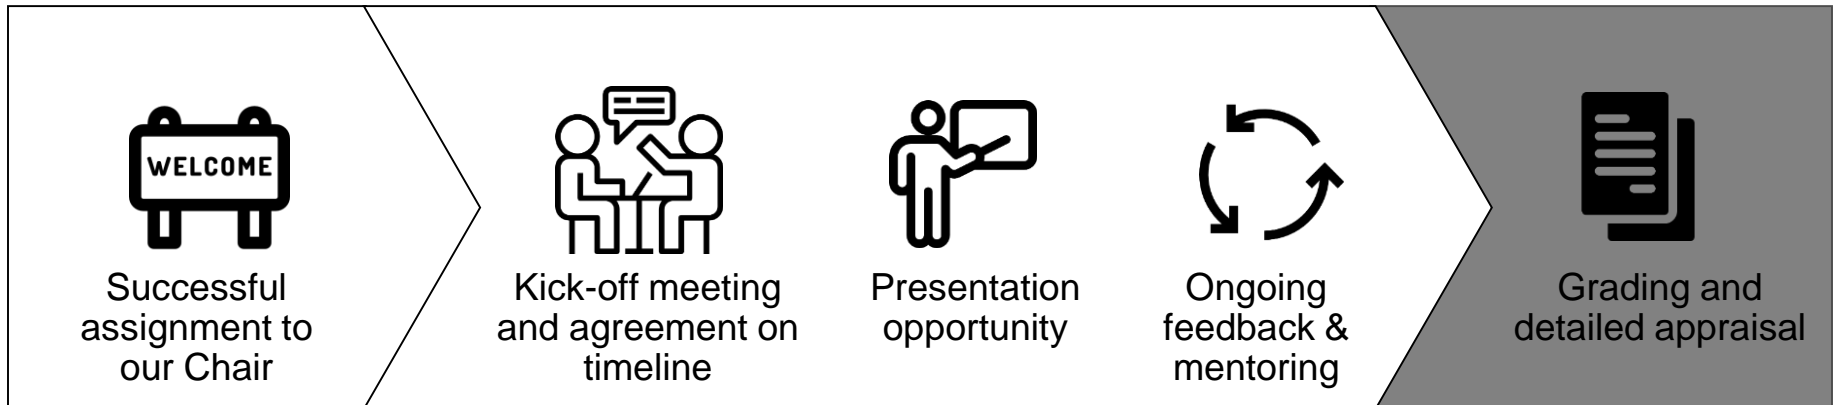 WELCOME
Successful
assignment to
our Chair
Kick-off meeting
and agreement on
timeline
Presentation
opportunity
Ongoing
feedback &
mentoring
Grading and
detailed appraisal